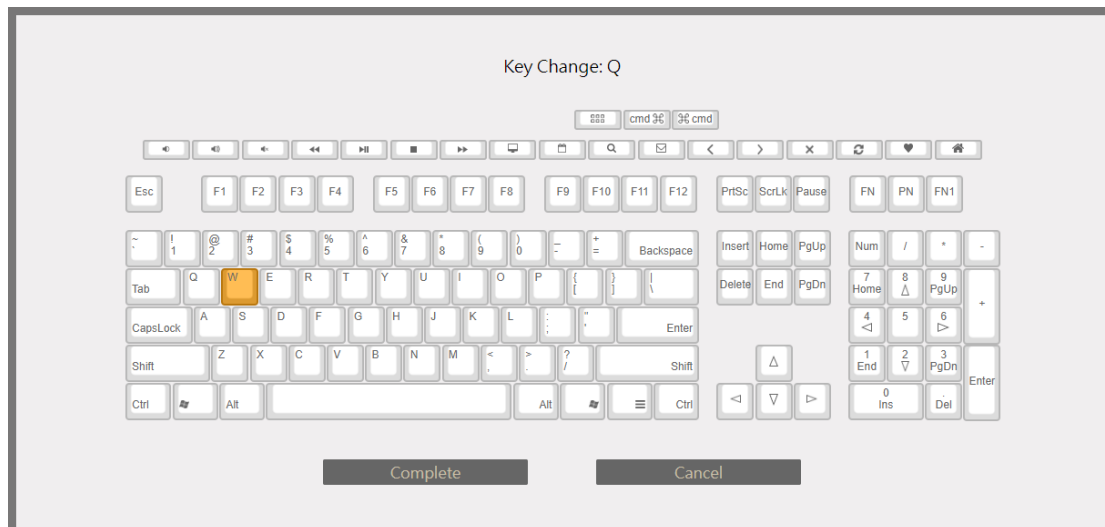 Key Change: Q
cmd ⌘ ⌘ cmd
Esc F1 F2 F3 F4 F5 F6 F7 F8 F9 F10 F11 F12 PrtSc ScrLk Pause FN PN FN1
~ ! @ # $ % ^ & * ( ) _ +
` 1 2 3 4 5 6 7 8 9 0 - = Backspace Insert Home PgUp Num / * -
Tab Q W E R T Y U I O P { } |
[ ] \ Delete End PgDn 7 8 9
Home △ PgUp +
CapsLock A S D F G H J K L : "
; ' Enter 4 5 6
◁ ▷
Shift Z X C V B N M < > ?
, . / Shift △ 1 2 3
End ▽ PgDn Enter
Ctrl Alt Alt Ctrl ◁ ▽ ▷ 0 .
Ins Del
Complete Cancel